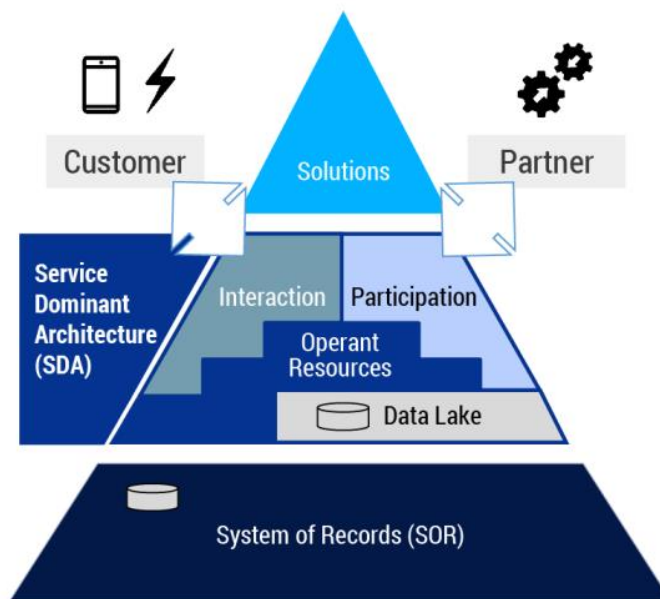 Customer
Partner
Solutions
Service
Dominant
Architecture
(SDA)
Interaction
Participation
Operant
Resources
Data Lake
System of Records (SOR)